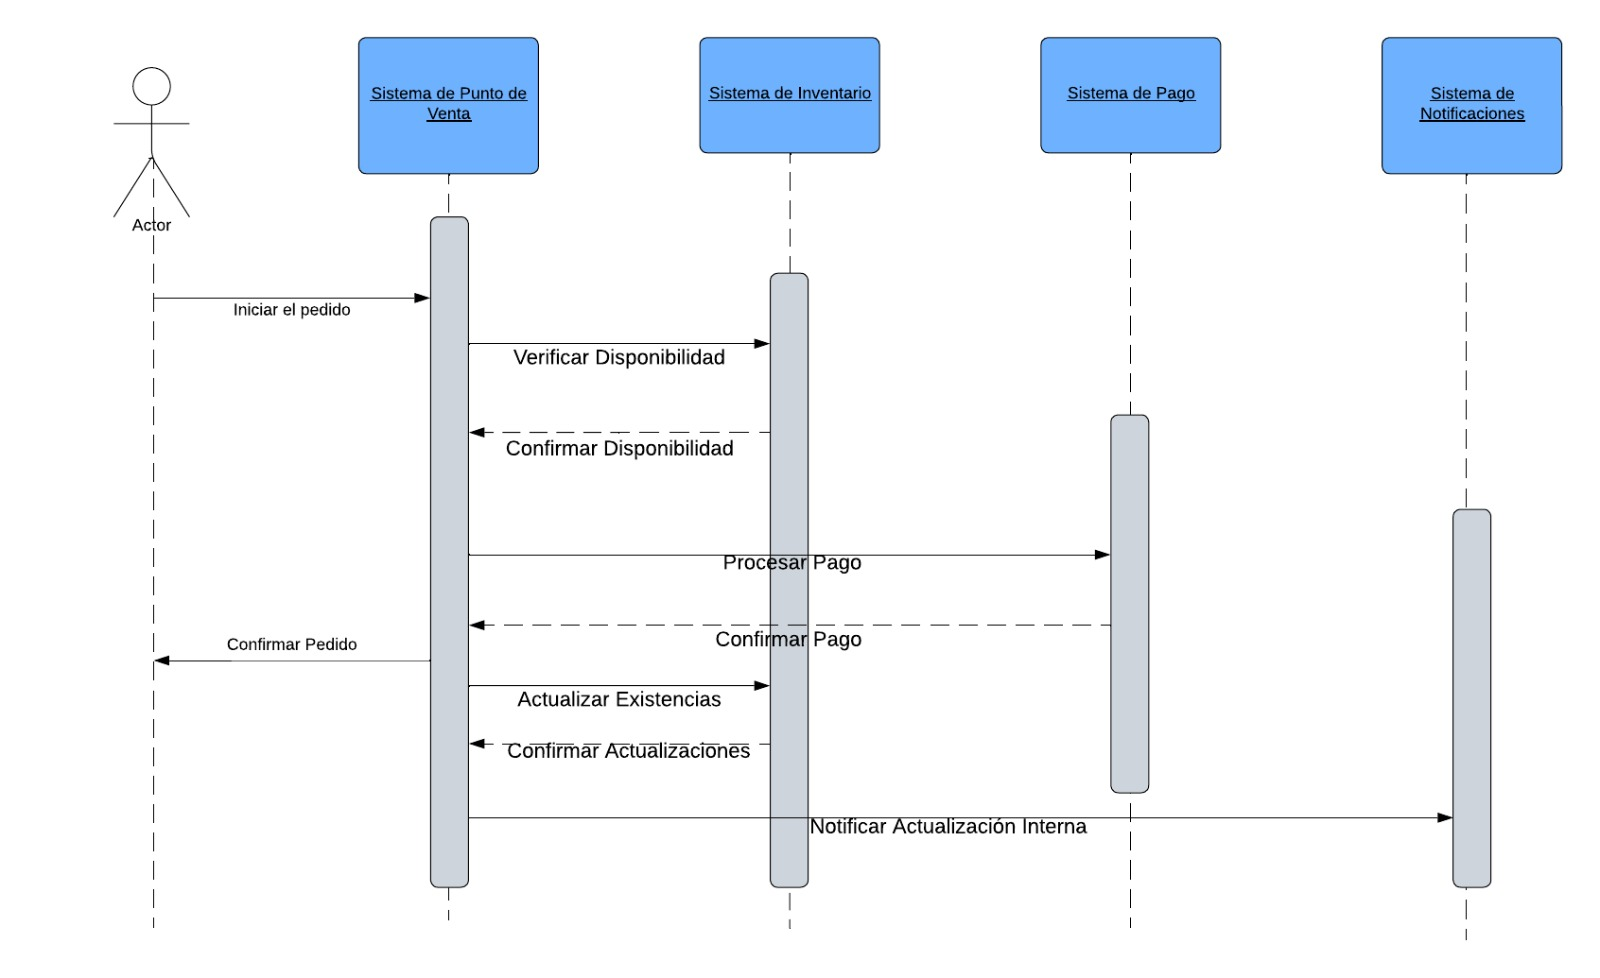 Sistema de Punto de
Venta
Sistema de Inventario
Sistema de Pago
Sistema de
Notificaciones
Actor
Iniciar el pedido
Verificar Disponibilidad
Confirmar Disponibilidad
Procesar Pago
Confirmar Pago
Confirmar Pedido
Actualizar Existencias
Confirmar Actualizaciones
Notificar Actualización Interna